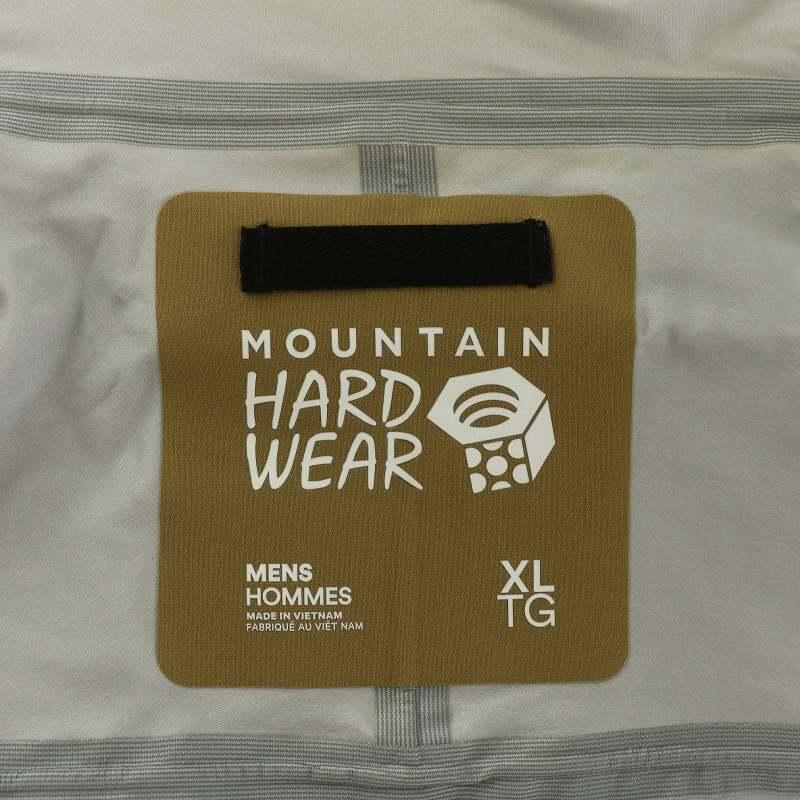 MOUNTAIN
HARD
WEAR
MENS
HOMMES
MADE IN VIETNAM
FABRIQUÉ AU VIÊT NAM
XL
TG